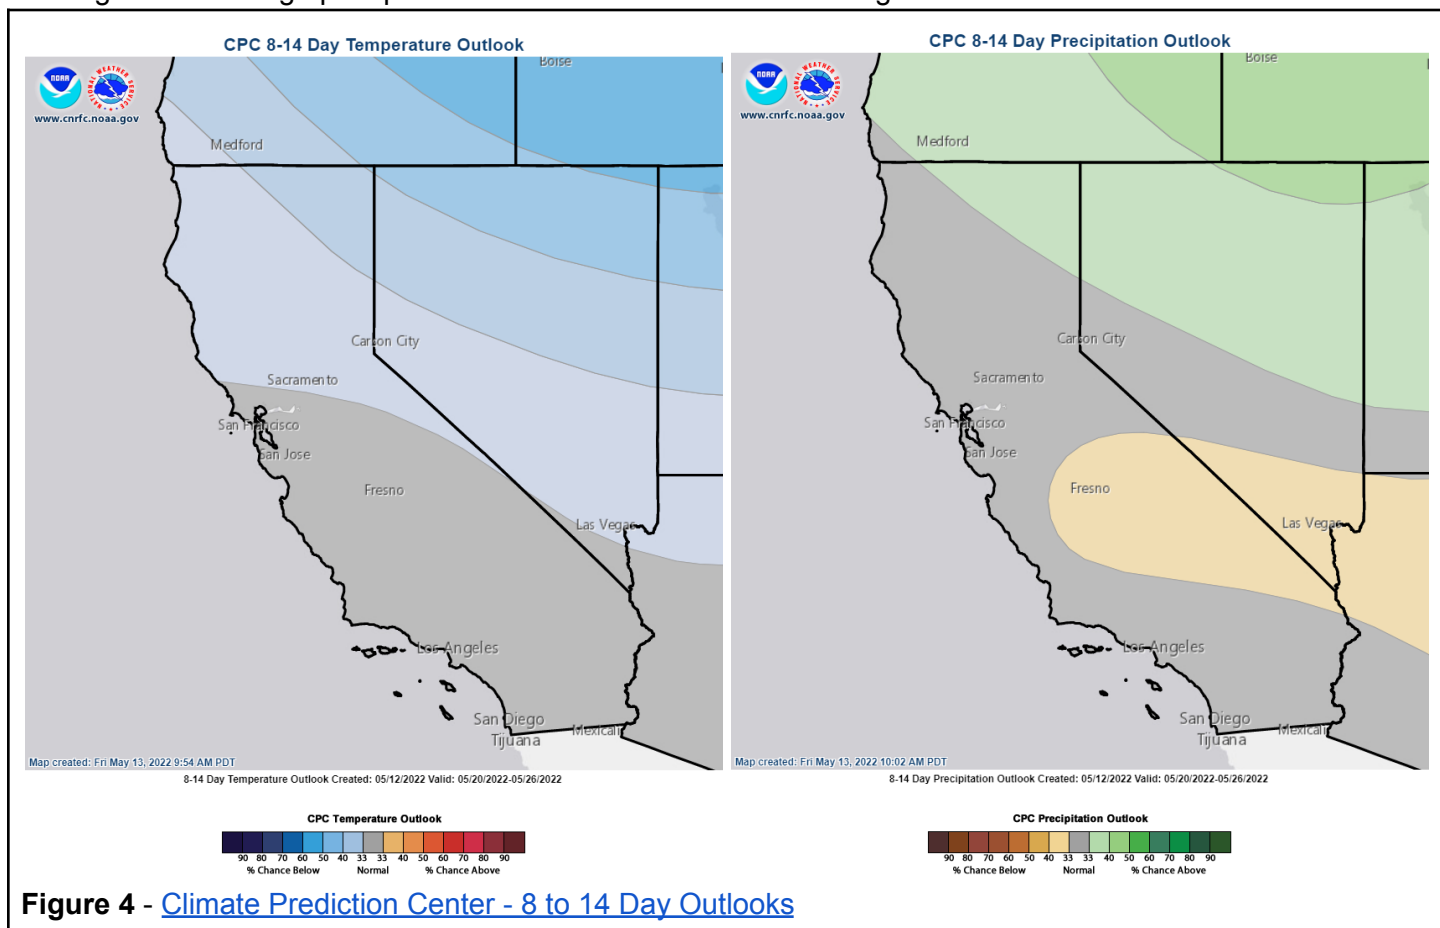 CPC 8-14 Day Temperature Outlook
NOAA
NATIONAL WEATHER SERVICE
www.cnrfc.noaa.gov
Boise
Medford
Carson City
Sacramento
San Francisco
San Jose
Fresno
Las Vegas
Los Angeles
San Diego
Tijuana
Mexicali
Map created: Fri May 13, 2022 9:54 AM PDT
8-14 Day Temperature Outlook Created: 05/12/2022 Valid: 05/20/2022-05/26/2022
CPC Temperature Outlook
90 80 70 60 50 40 33 33 40 50 60 70 80 90
% Chance Below Normal % Chance Above
CPC 8-14 Day Precipitation Outlook
NOAA
NATIONAL WEATHER SERVICE
www.cnrfc.noaa.gov
Boise
Medford
Carson City
Sacramento
San Francisco
San Jose
Fresno
Las Vegas
Los Angeles
San Diego
Tijuana
Mexicali
Map created: Fri May 13, 2022 10:02 AM PDT
8-14 Day Precipitation Outlook Created: 05/12/2022 Valid: 05/20/2022-05/26/2022
CPC Precipitation Outlook
90 80 70 60 50 40 33 33 40 50 60 70 80 90
% Chance Below Normal % Chance Above
Figure 4 - Climate Prediction Center - 8 to 14 Day Outlooks